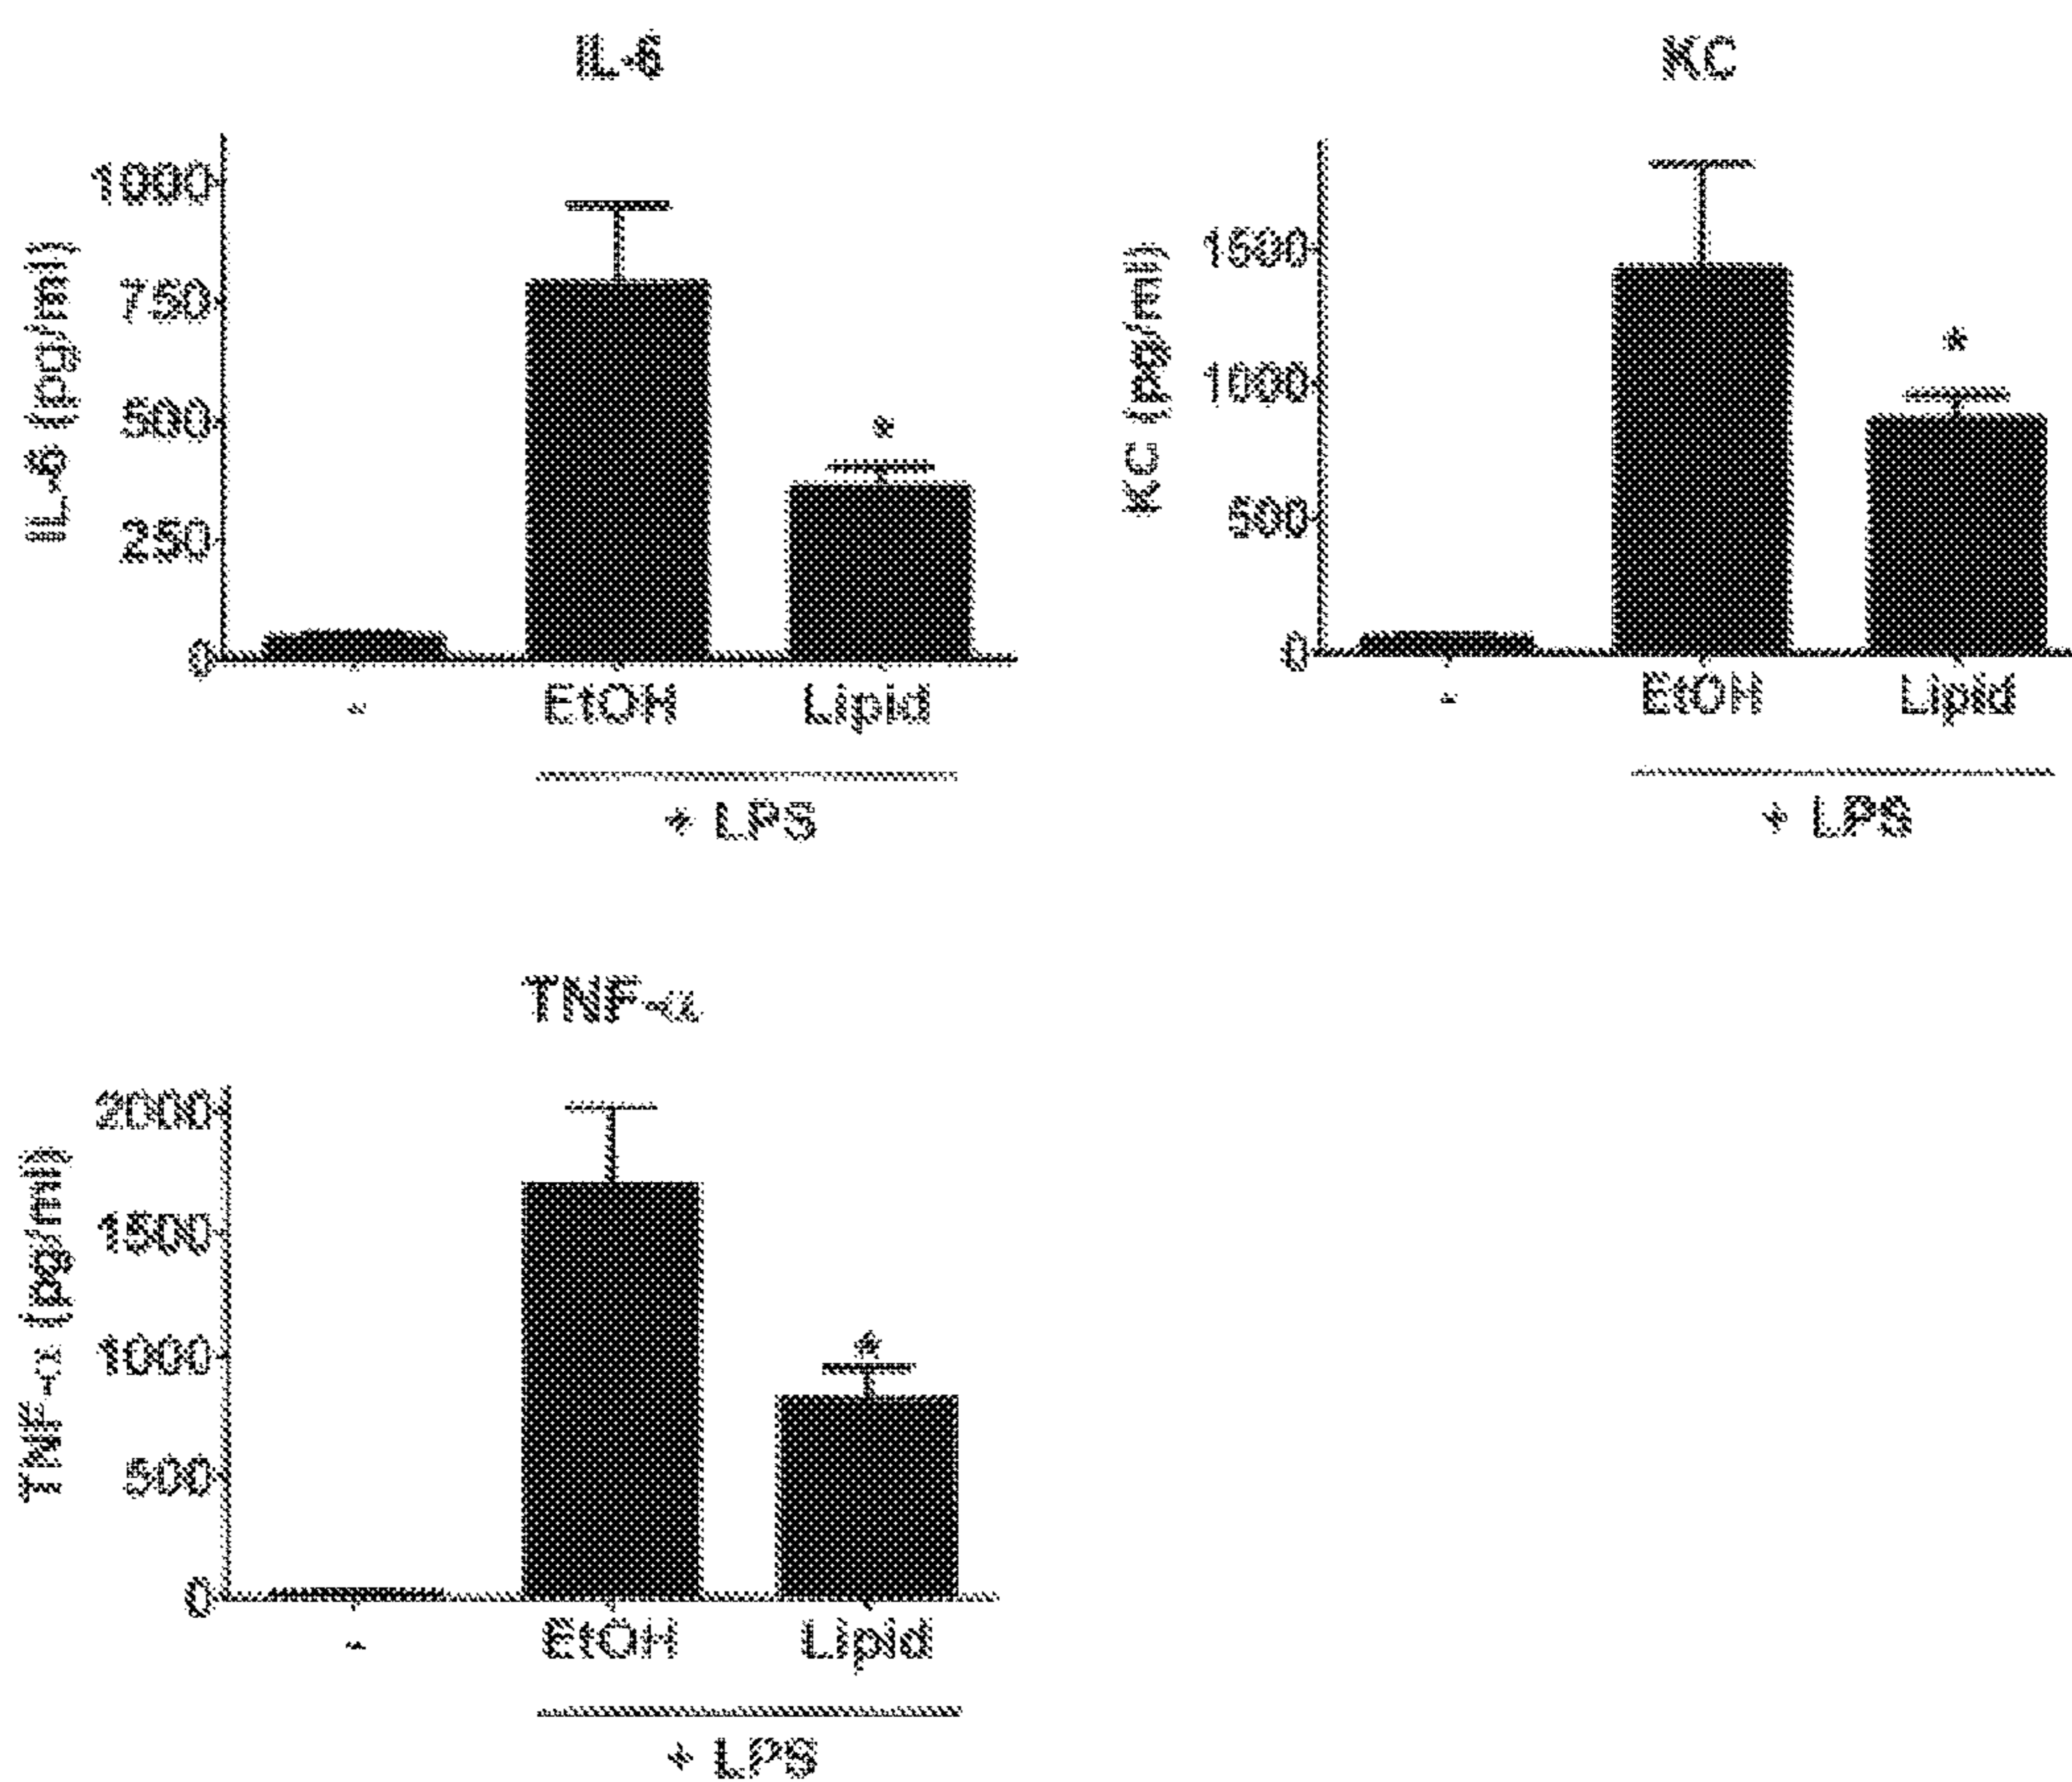 IL-6
1000
750
500
250
0
IL-6 (pg/ml)
*
-
EtOH
Lipid
+ LPS
KC
1500
1000
500
0
KC (pg/ml)
*
-
EtOH
Lipid
+ LPS
TNF-α
2000
1500
1000
500
0
TNF-α (pg/ml)
*
-
EtOH
Lipid
+ LPS